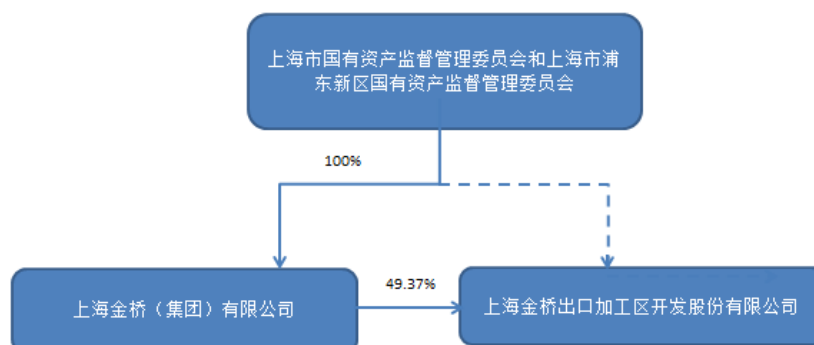 上海市国有资产监督管理委员会和上海市浦
东新区国有资产监督管理委员会
100%
上海金桥（集团）有限公司
49.37%
上海金桥出口加工区开发股份有限公司